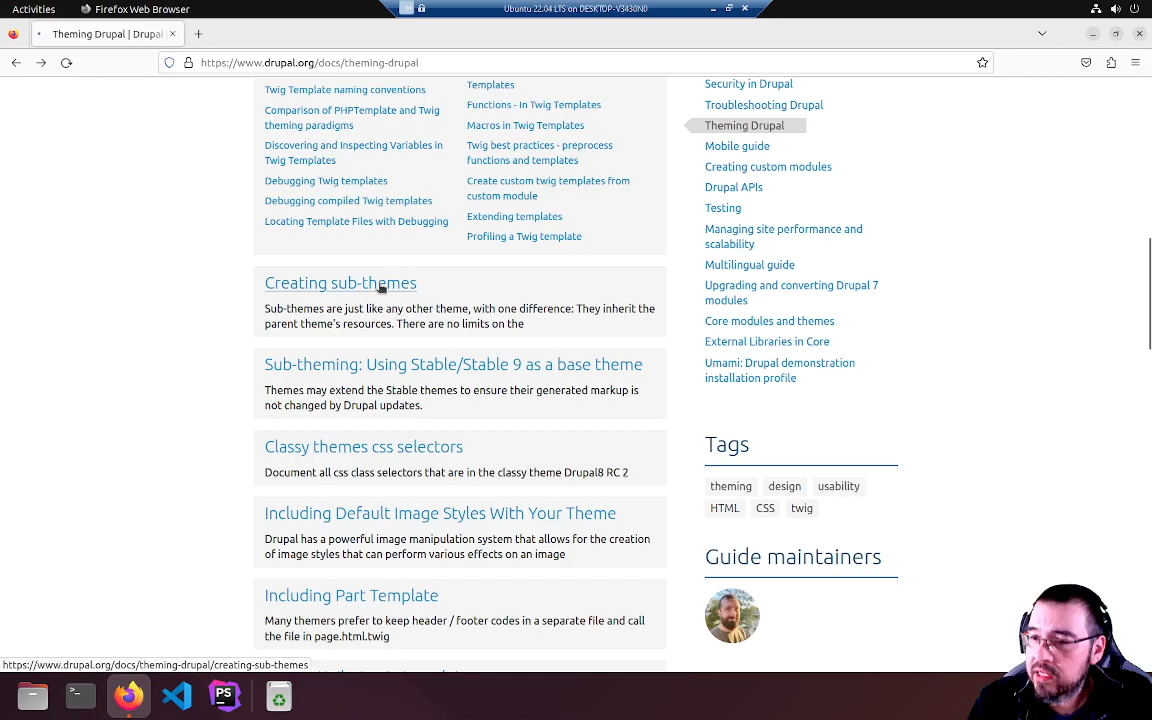 Activities
Firefox Web Browser
Ubuntu 22.04 LTS on DESKTOP-V3430N0
Theming Drupal | Drupal
https://www.drupal.org/docs/theming-drupal
Twig Template naming conventions
Comparison of PHPTemplate and Twig
theming paradigms
Discovering and Inspecting Variables in
Twig Templates
Debugging Twig templates
Debugging compiled Twig templates
Locating Template Files with Debugging
Templates
Functions - In Twig Templates
Macros in Twig Templates
Twig best practices - preprocess
functions and templates
Create custom twig templates from
custom module
Extending templates
Profiling a Twig template
Creating sub-themes
Sub-themes are just like any other theme, with one difference: They inherit the
parent theme's resources. There are no limits on the
Sub-theming: Using Stable/Stable 9 as a base theme
Themes may extend the Stable themes to ensure their generated markup is
not changed by Drupal updates.
Classy themes css selectors
Document all css class selectors that are in the classy theme Drupal8 RC 2
Including Default Image Styles With Your Theme
Drupal has a powerful image manipulation system that allows for the creation
of image styles that can perform various effects on an image
Including Part Template
Many themers prefer to keep header / footer codes in a separate file and call
the file in page.html.twig
Security in Drupal
Troubleshooting Drupal
Theming Drupal
Mobile guide
Creating custom modules
Drupal APIs
Testing
Managing site performance and
scalability
Multilingual guide
Upgrading and converting Drupal 7
modules
Core modules and themes
External Libraries in Core
Umami: Drupal demonstration
installation profile
Tags
theming
design
usability
HTML
CSS
twig
Guide maintainers
https://www.drupal.org/docs/theming-drupal/creating-sub-themes
PS